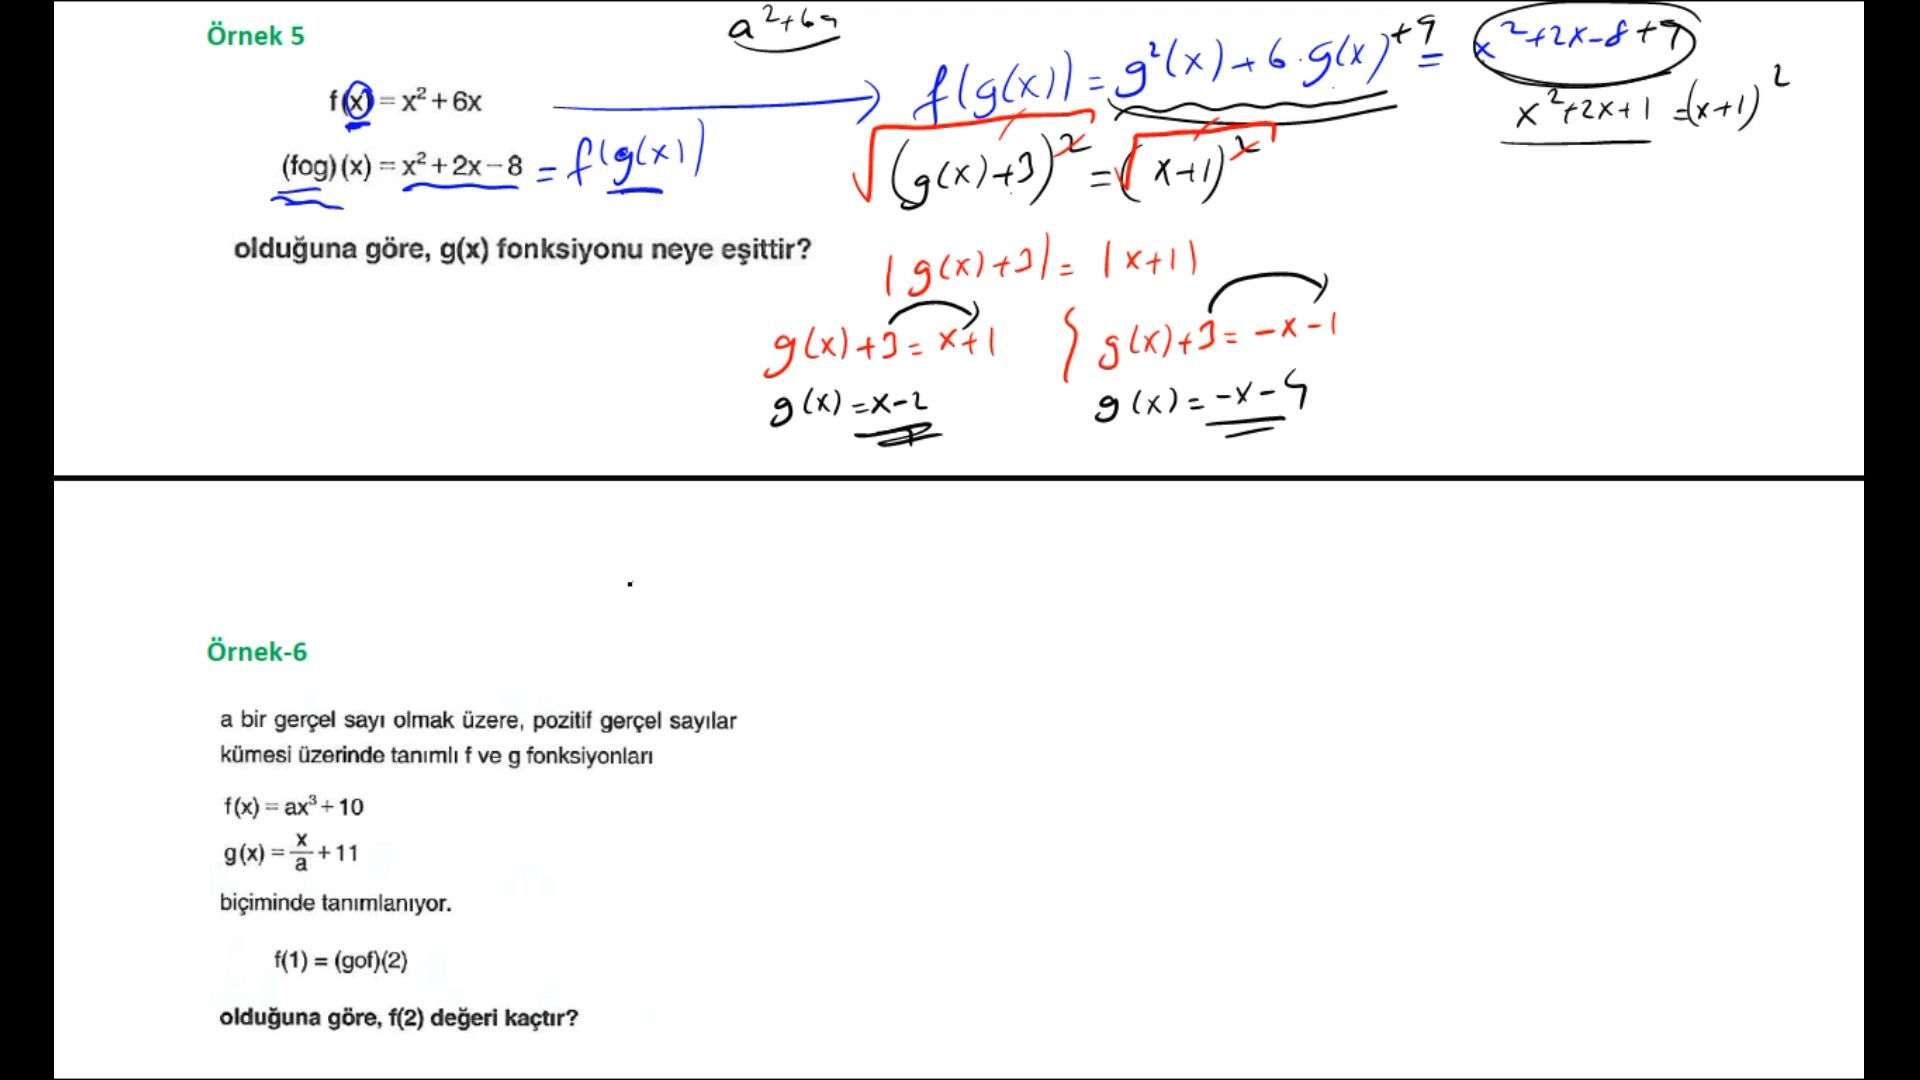 Örnek 5
a²+6a
f(x) = x² + 6x
f(g(x)) = g²(x) + 6·g(x) +9 = x²+2x-8+9
x²+2x+1 =(x+1)²
(fog)(x) = x² + 2x – 8 = f(g(x))
√(g(x)+3)² = √(x+1)²
olduğuna göre, g(x) fonksiyonu neye eşittir?
|g(x)+3| = |x+1|
g(x)+3 = x+1 } g(x)+3 = -x-1
g(x) = x-2 g(x) = -x-4
Örnek-6
a bir gerçel sayı olmak üzere, pozitif gerçel sayılar
kümesi üzerinde tanımlı f ve g fonksiyonları
f(x) = ax³ + 10
g(x) = x/a + 11
biçiminde tanımlanıyor.
f(1) = (gof)(2)
olduğuna göre, f(2) değeri kaçtır?